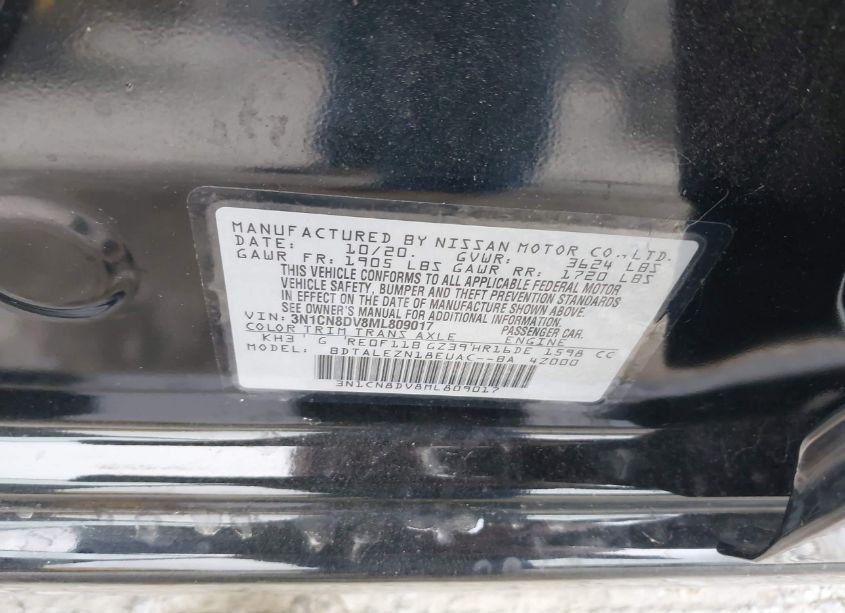 MANUFACTURED BY NISSAN MOTOR CO.,LTD.
DATE: 10/20. GVWR: 3624 LBS
GAWR FR: 1905 LBS GAWR RR: 1720 LBS
THIS VEHICLE CONFORMS TO ALL APPLICABLE FEDERAL MOTOR
VEHICLE SAFETY, BUMPER AND THEFT PREVENTION STANDARDS
IN EFFECT ON THE DATE OF MANUFACTURE SHOWN ABOVE.
SEE OWNER'S MANUAL FOR ADDITIONAL INFORMATION.
VIN: 3N1CN8DV8ML809017 PASSENGER CAR.
COLOR TRIM TRANS AXLE ENGINE
KH3 G RE0F11B GZ39 HR16DE 1598 CC
BDTALEZN18EUAC--BA 4Z000
3N1CN8DV8ML809017